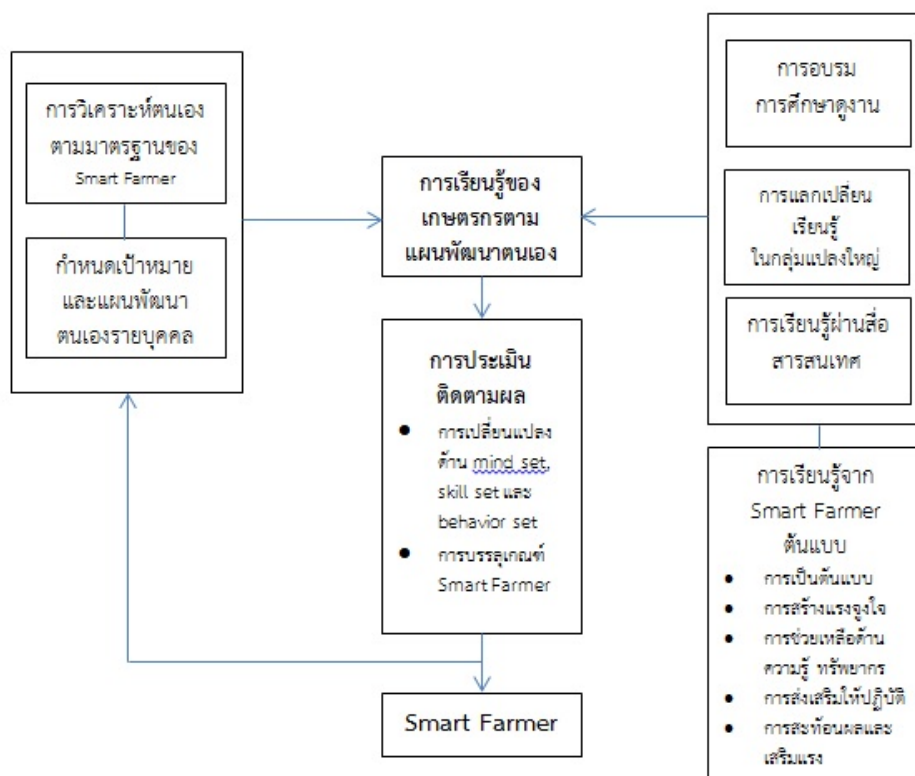 การวิเคราะห์ตนเอง
ตามมาตรฐานของ
Smart Farmer
กำหนดเป้าหมาย
และแผนพัฒนา
ตนเองรายบุคคล
การเรียนรู้ของ
เกษตรกรตาม
แผนพัฒนาตนเอง
การประเมิน
ติดตามผล
● การเปลี่ยนแปลง
ด้าน mind set,
skill set และ
behavior set
● การบรรลุเกณฑ์
Smart Farmer
Smart Farmer
การอบรม
การศึกษาดูงาน
การแลกเปลี่ยน
เรียนรู้
ในกลุ่มแปลงใหญ่
การเรียนรู้ผ่านสื่อ
สารสนเทศ
การเรียนรู้จาก
Smart Farmer
ต้นแบบ
● การเป็นต้นแบบ
● การสร้างแรงจูงใจ
● การช่วยเหลือด้าน
ความรู้ ทรัพยากร
● การส่งเสริมให้ปฏิบัติ
● การสะท้อนผลและ
เสริมแรง